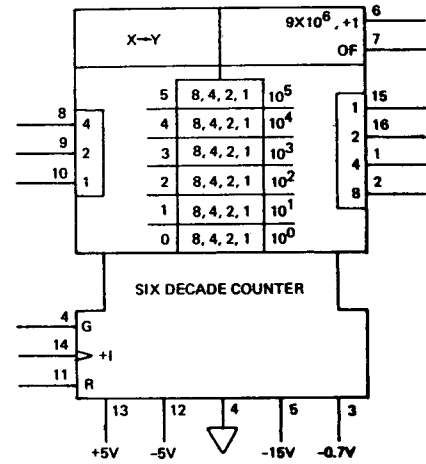 6
9X10⁶, +1
7
X→Y
OF
5 8, 4, 2, 1 10⁵
15
8
4
1
4 8, 4, 2, 1 10⁴
16
9
2
2
3 8, 4, 2, 1 10³
1
10
1
4
2 8, 4, 2, 1 10²
2
8
1 8, 4, 2, 1 10¹
0 8, 4, 2, 1 10⁰
SIX DECADE COUNTER
4
G
14
+I
11
R
13 12 4 5 3
+5V -5V -15V -0.7V